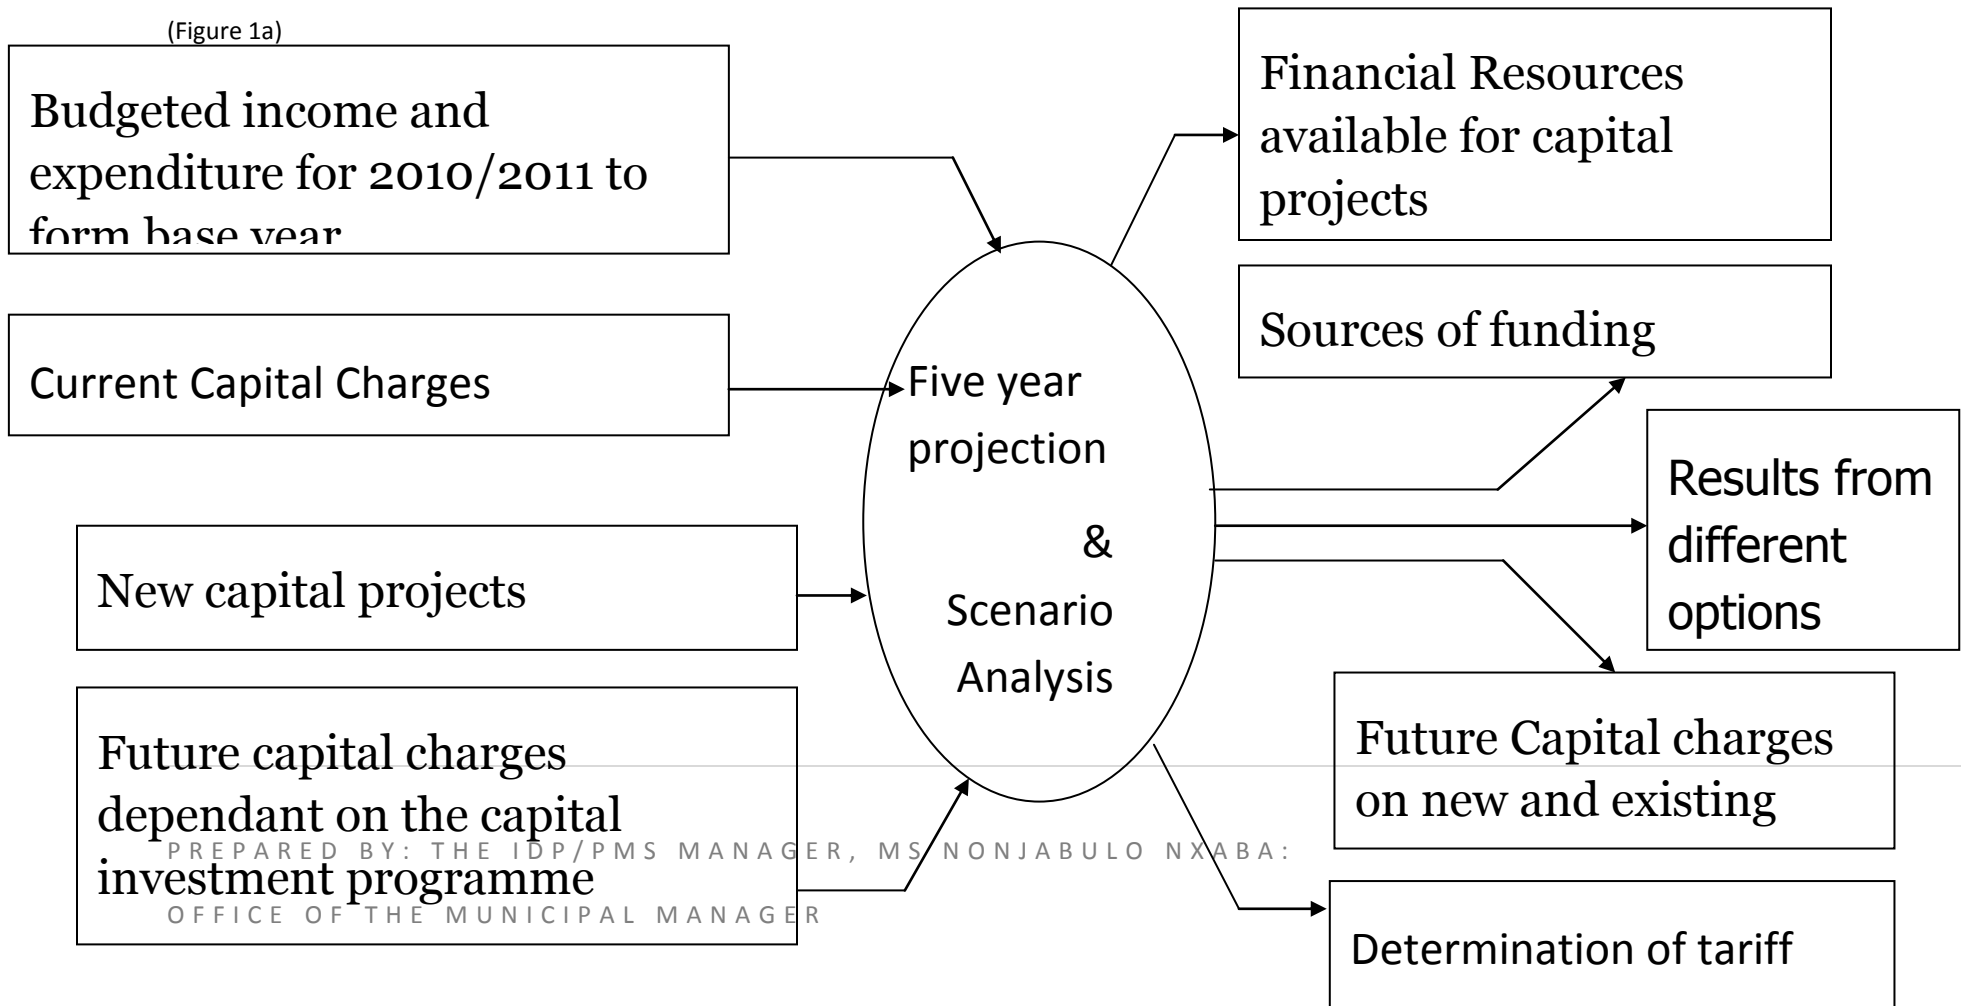 (Figure 1a)
Budgeted income and
expenditure for 2010/2011 to
form base year
Current Capital Charges
New capital projects
Future capital charges
dependant on the capital
investment programme
Five year
projection
&
Scenario
Analysis
Financial Resources
available for capital
projects
Sources of funding
Results from
different
options
Future Capital charges
on new and existing
Determination of tariff
PREPARED BY: THE IDP/PMS MANAGER, MS NONJABULO NXABA:
OFFICE OF THE MUNICIPAL MANAGER